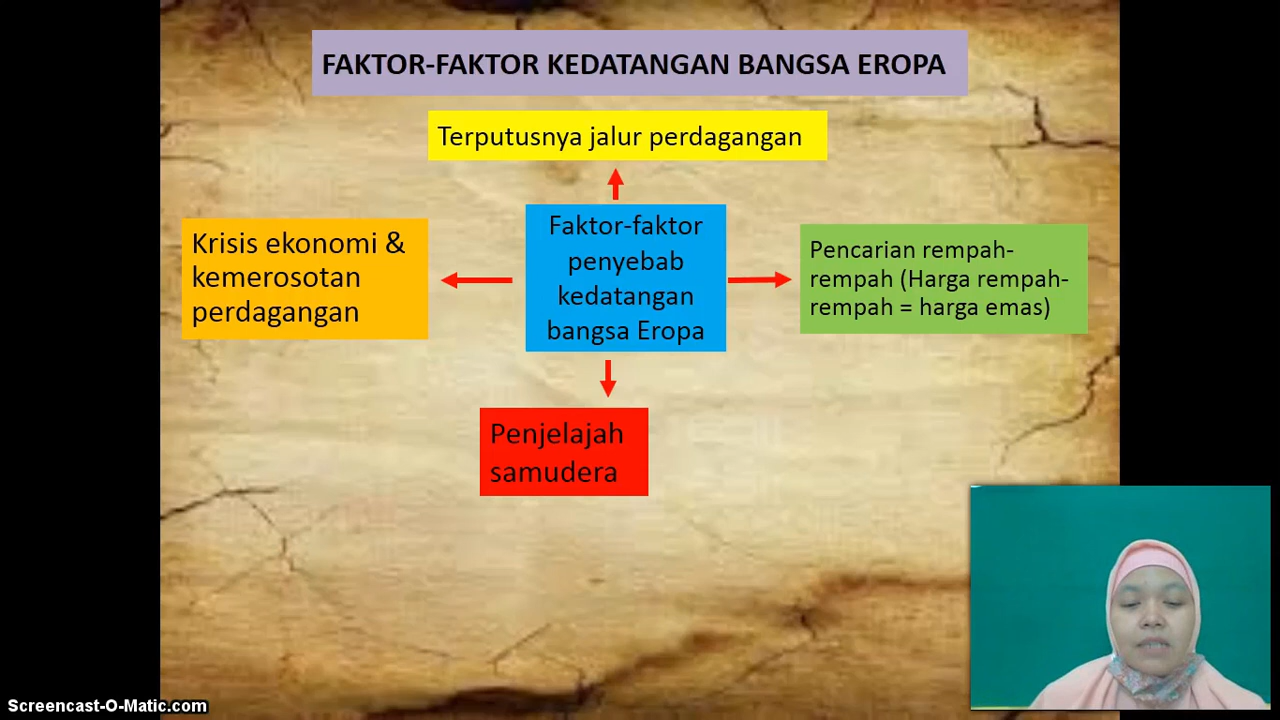 FAKTOR-FAKTOR KEDATANGAN BANGSA EROPA
Terputusnya jalur perdagangan
Krisis ekonomi &
kemerosotan
perdagangan
Faktor-faktor
penyebab
kedatangan
bangsa Eropa
Pencarian rempah-
rempah (Harga rempah-
rempah = harga emas)
Penjelajah
samudera
Screencast-O-Matic.com